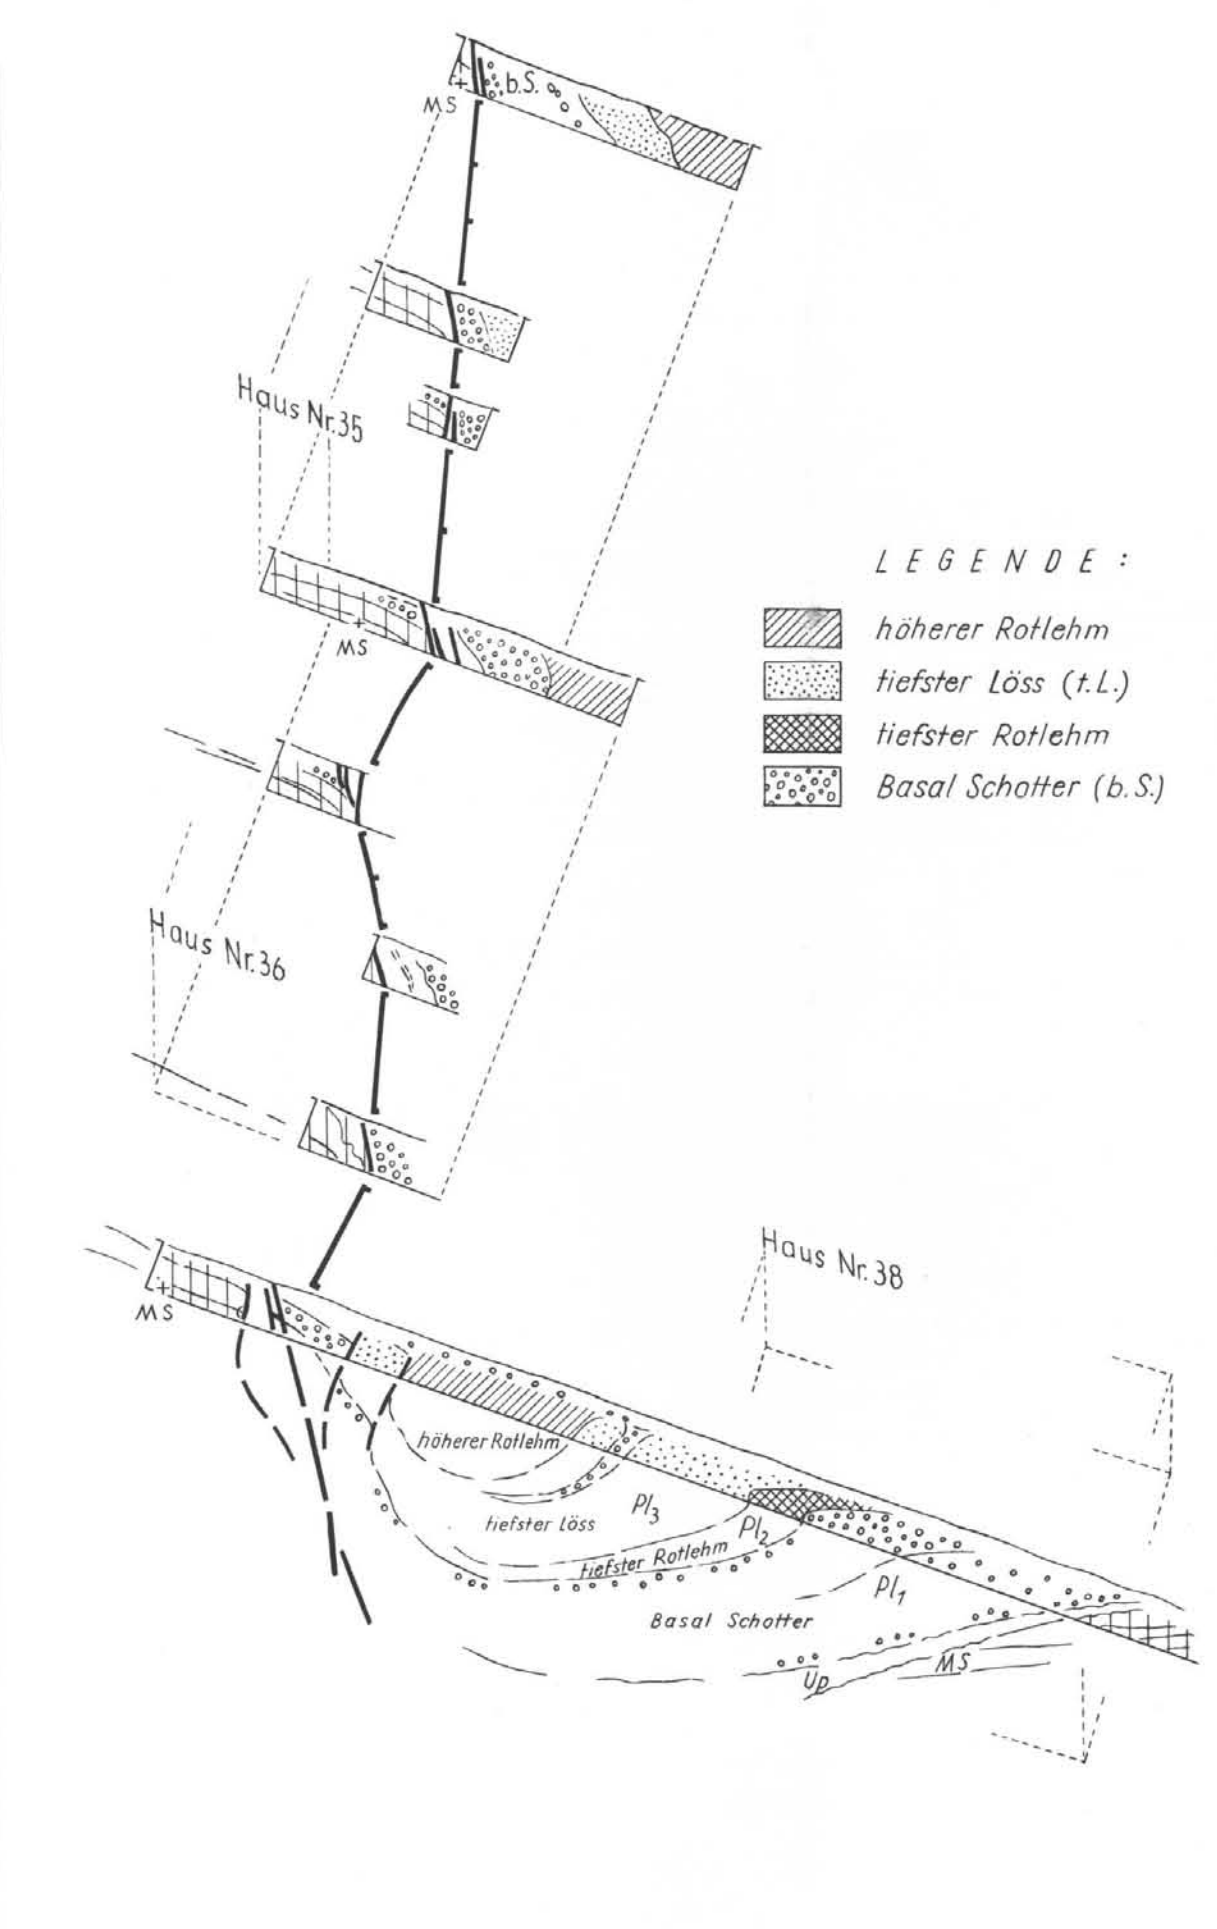 b.S.
MS
Haus Nr.35
MS
LEGENDE:
höherer Rotlehm
tiefster Löss (t.L.)
tiefster Rotlehm
Basal Schotter (b.S.)
Haus Nr.36
Haus Nr.38
MS
höherer Rotlehm
Pl3
tiefster Löss
Pl2
tiefster Rotlehm
Pl1
Basal Schotter
MS
Up